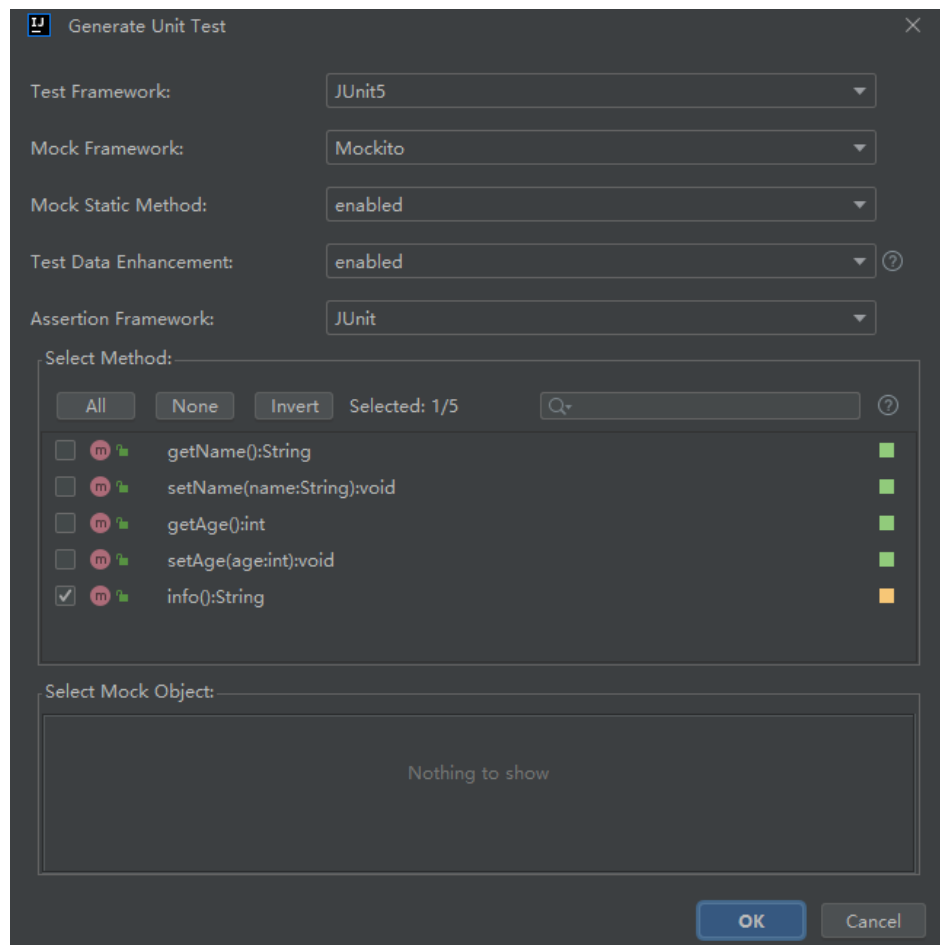 IJ Generate Unit Test
Test Framework: JUnit5
Mock Framework: Mockito
Mock Static Method: enabled
Test Data Enhancement: enabled ?
Assertion Framework: JUnit
Select Method:
All None Invert Selected: 1/5 ?
m getName():String
m setName(name:String):void
m getAge():int
m setAge(age:int):void
m info():String
Select Mock Object:
Nothing to show
OK Cancel